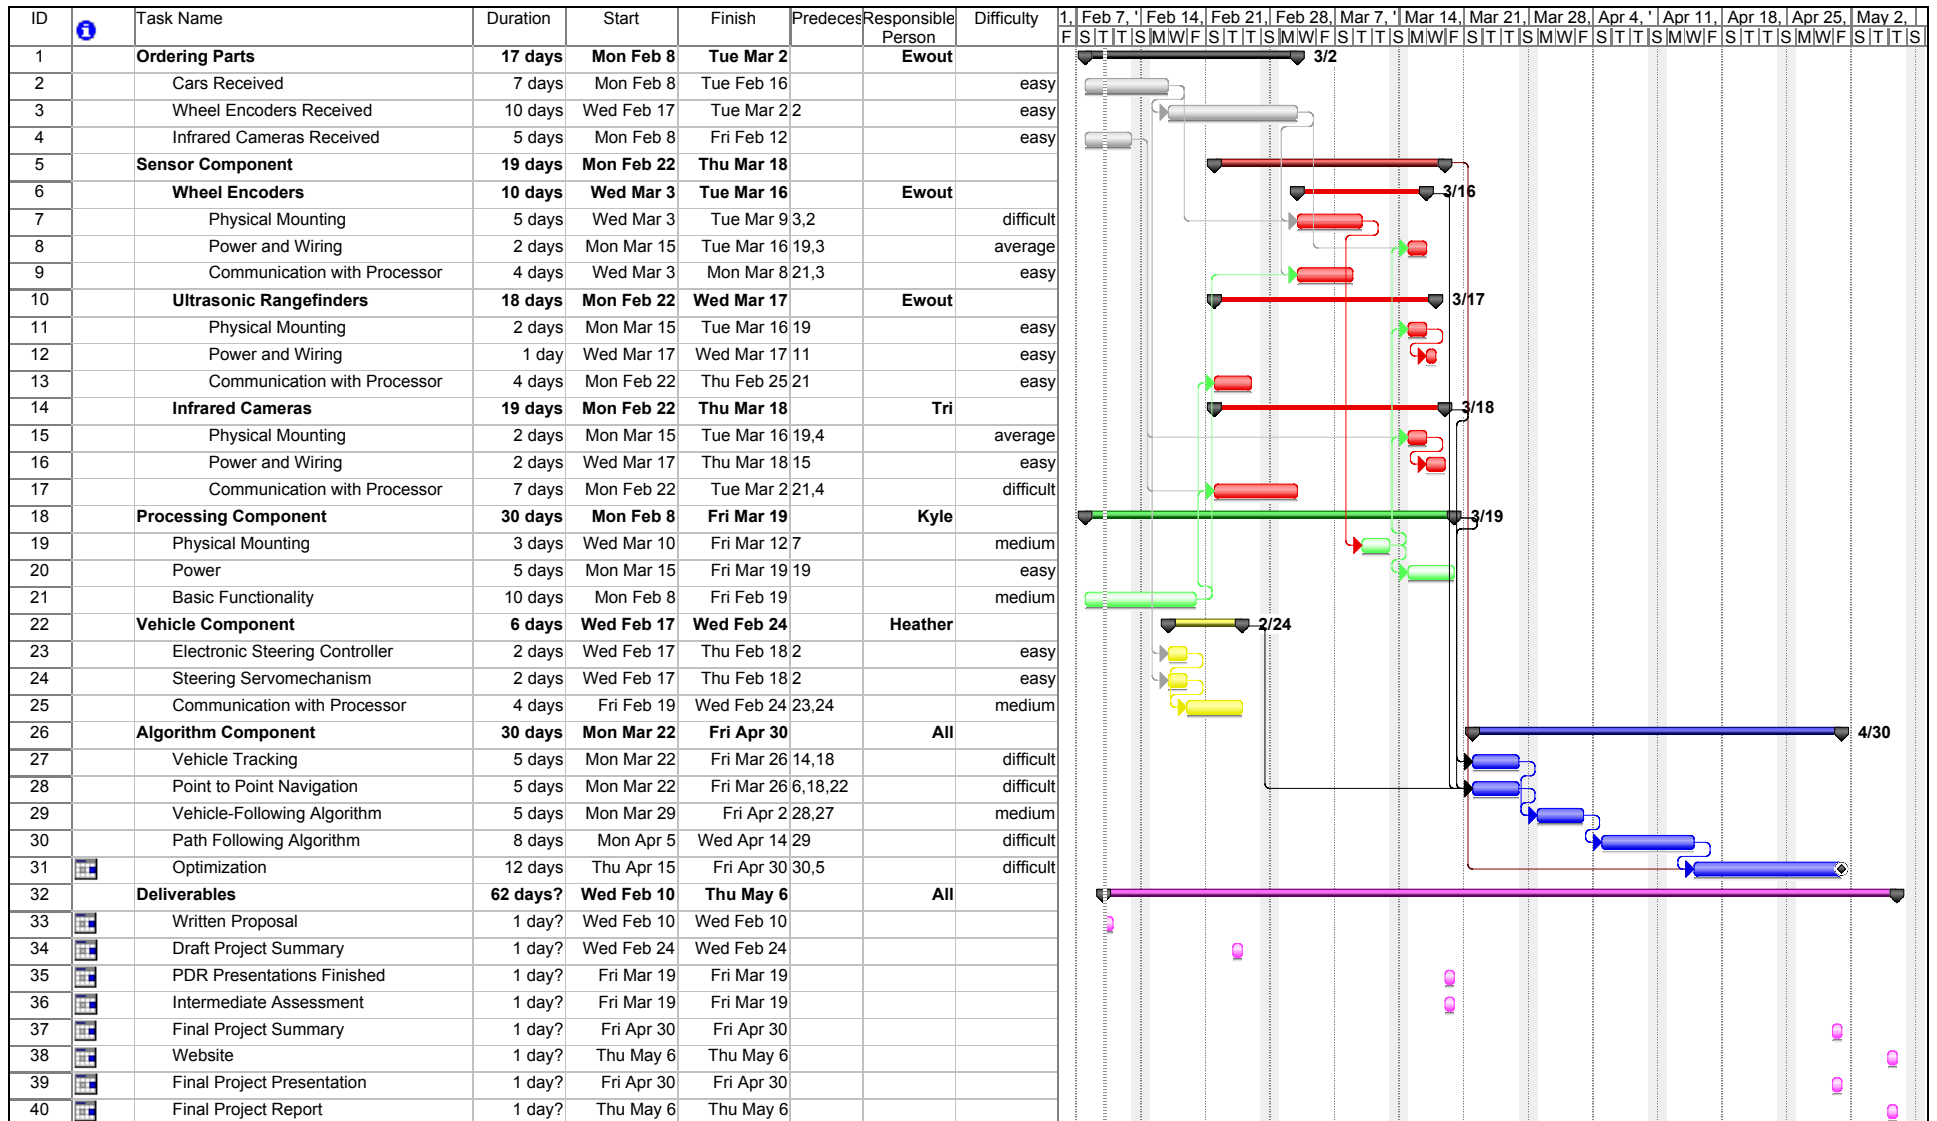 ID Task Name Duration Start Finish Predeces Responsible Person Difficulty 1, Feb 7, ' Feb 14, Feb 21, Feb 28, Mar 7, ' Mar 14, Mar 21, Mar 28, Apr 4, ' Apr 11, Apr 18, Apr 25, May 2,
F S T T S M W F S T T S M W F S T T S M W F S T T S M W F S T T S M W F S T T S M W F S T T S
1 Ordering Parts 17 days Mon Feb 8 Tue Mar 2 Ewout 3/2
2 Cars Received 7 days Mon Feb 8 Tue Feb 16 easy
3 Wheel Encoders Received 10 days Wed Feb 17 Tue Mar 2 2 easy
4 Infrared Cameras Received 5 days Mon Feb 8 Fri Feb 12 easy
5 Sensor Component 19 days Mon Feb 22 Thu Mar 18
6 Wheel Encoders 10 days Wed Mar 3 Tue Mar 16 Ewout 3/16
7 Physical Mounting 5 days Wed Mar 3 Tue Mar 9 3,2 difficult
8 Power and Wiring 2 days Mon Mar 15 Tue Mar 16 19,3 average
9 Communication with Processor 4 days Wed Mar 3 Mon Mar 8 21,3 easy
10 Ultrasonic Rangefinders 18 days Mon Feb 22 Wed Mar 17 Ewout 3/17
11 Physical Mounting 2 days Mon Mar 15 Tue Mar 16 19 easy
12 Power and Wiring 1 day Wed Mar 17 Wed Mar 17 11 easy
13 Communication with Processor 4 days Mon Feb 22 Thu Feb 25 21 easy
14 Infrared Cameras 19 days Mon Feb 22 Thu Mar 18 Tri 3/18
15 Physical Mounting 2 days Mon Mar 15 Tue Mar 16 19,4 average
16 Power and Wiring 2 days Wed Mar 17 Thu Mar 18 15 easy
17 Communication with Processor 7 days Mon Feb 22 Tue Mar 2 21,4 difficult
18 Processing Component 30 days Mon Feb 8 Fri Mar 19 Kyle 3/19
19 Physical Mounting 3 days Wed Mar 10 Fri Mar 12 7 medium
20 Power 5 days Mon Mar 15 Fri Mar 19 19 easy
21 Basic Functionality 10 days Mon Feb 8 Fri Feb 19 medium
22 Vehicle Component 6 days Wed Feb 17 Wed Feb 24 Heather 2/24
23 Electronic Steering Controller 2 days Wed Feb 17 Thu Feb 18 2 easy
24 Steering Servomechanism 2 days Wed Feb 17 Thu Feb 18 2 easy
25 Communication with Processor 4 days Fri Feb 19 Wed Feb 24 23,24 medium
26 Algorithm Component 30 days Mon Mar 22 Fri Apr 30 All 4/30
27 Vehicle Tracking 5 days Mon Mar 22 Fri Mar 26 14,18 difficult
28 Point to Point Navigation 5 days Mon Mar 22 Fri Mar 26 6,18,22 difficult
29 Vehicle-Following Algorithm 5 days Mon Mar 29 Fri Apr 2 28,27 medium
30 Path Following Algorithm 8 days Mon Apr 5 Wed Apr 14 29 difficult
31 Optimization 12 days Thu Apr 15 Fri Apr 30 30,5 difficult
32 Deliverables 62 days? Wed Feb 10 Thu May 6 All
33 Written Proposal 1 day? Wed Feb 10 Wed Feb 10
34 Draft Project Summary 1 day? Wed Feb 24 Wed Feb 24
35 PDR Presentations Finished 1 day? Fri Mar 19 Fri Mar 19
36 Intermediate Assessment 1 day? Fri Mar 19 Fri Mar 19
37 Final Project Summary 1 day? Fri Apr 30 Fri Apr 30
38 Website 1 day? Thu May 6 Thu May 6
39 Final Project Presentation 1 day? Fri Apr 30 Fri Apr 30
40 Final Project Report 1 day? Thu May 6 Thu May 6